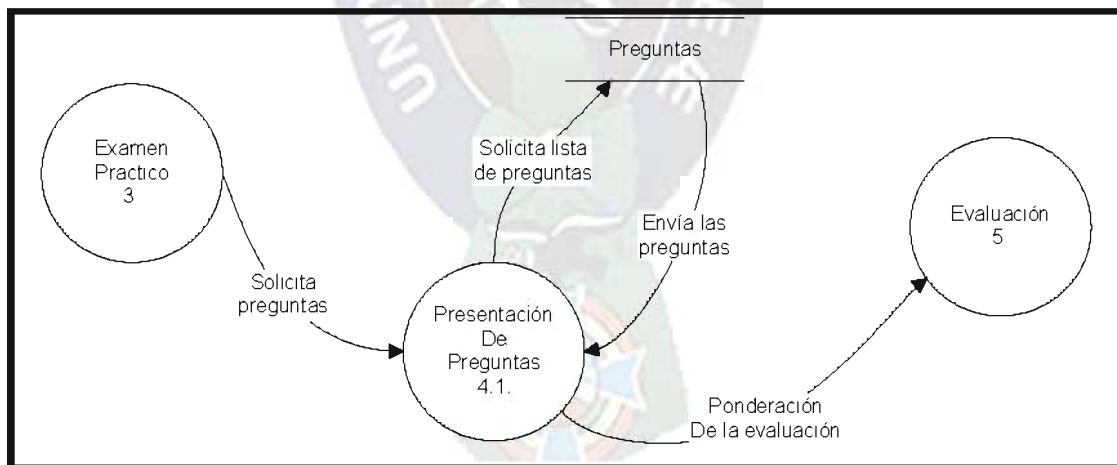 Preguntas
Examen
Practico
3
Solicita lista
de preguntas
Envía las
preguntas
Evaluación
5
Solicita
preguntas
Presentación
De
Preguntas
4.1.
Ponderación
De la evaluación